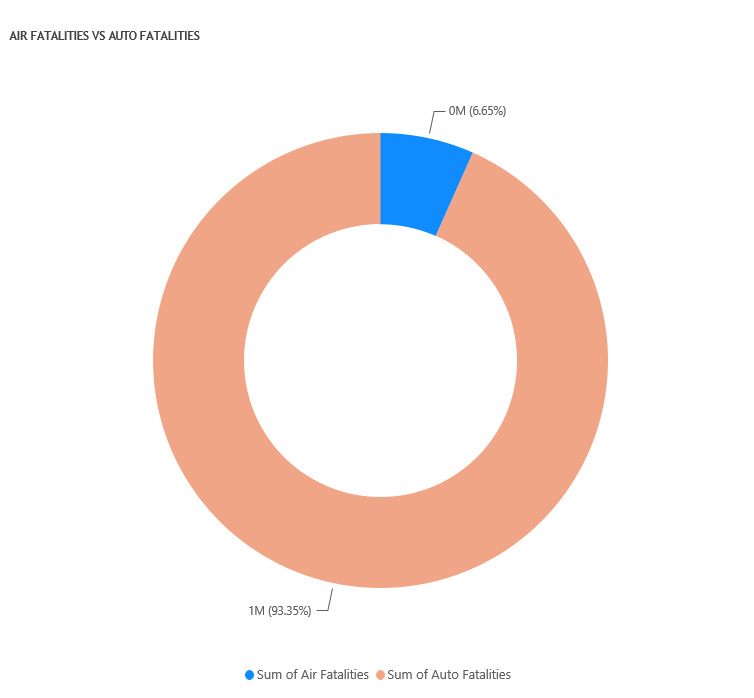 AIR FATALITIES VS AUTO FATALITIES
0M (6.65%)
1M (93.35%)
Sum of Air Fatalities Sum of Auto Fatalities